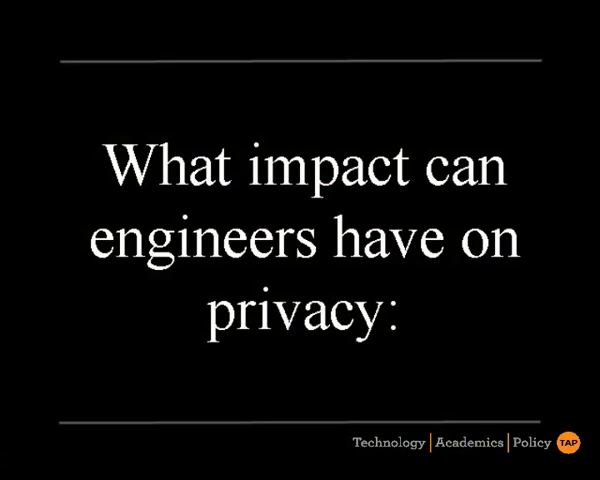 What impact can
engineers have on
privacy:
Technology | Academics | Policy TAP